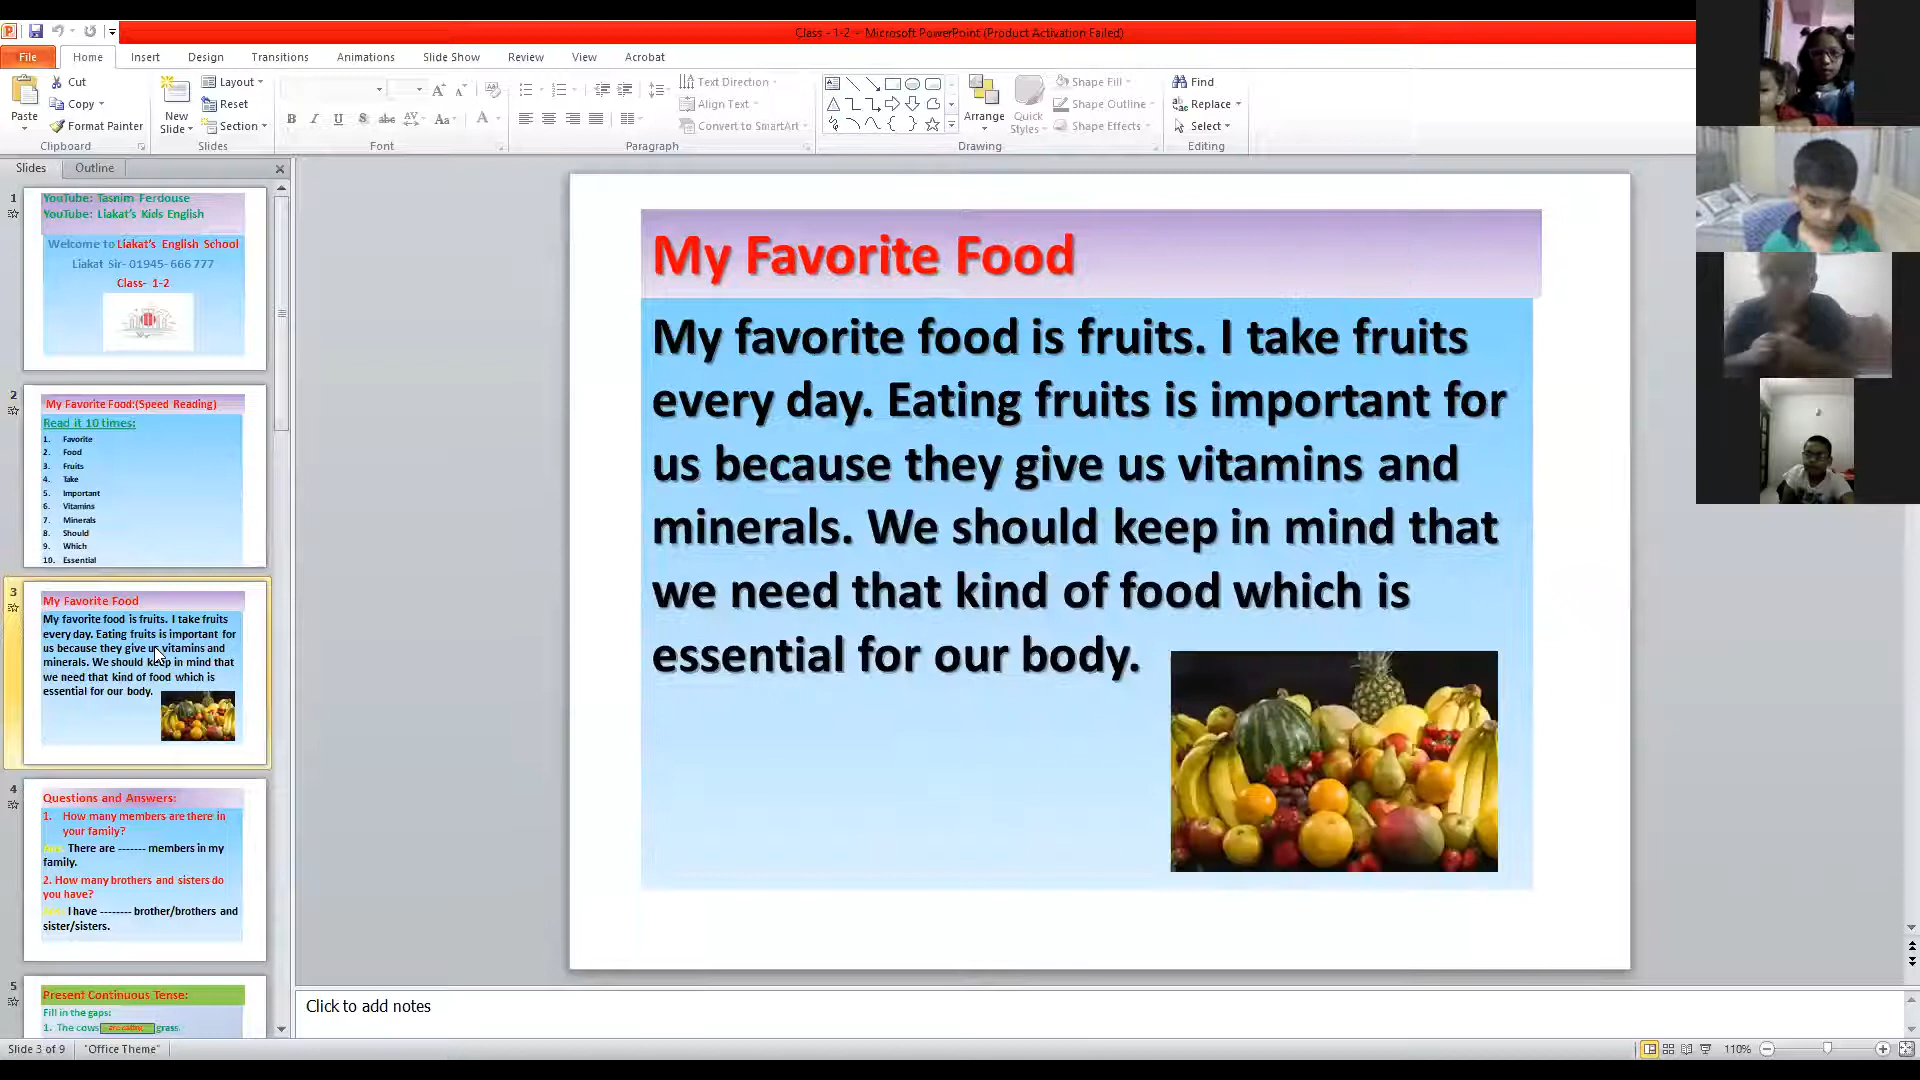 Class - 1-2 - Microsoft PowerPoint (Product Activation Failed)
File Home Insert Design Transitions Animations Slide Show Review View Acrobat
Paste
Cut
Copy
Format Painter
Clipboard
New
Slide
Layout
Reset
Section
Slides
Font
Text Direction
Align Text
Convert to SmartArt
Paragraph
Arrange
Quick
Styles
Shape Fill
Shape Outline
Shape Effects
Drawing
Find
Replace
Select
Editing
Slides Outline
1
YouTube: Tasnim Ferdouse
YouTube: Liakat's Kids English
Welcome to Liakat's English School
Liakat Sir- 01945- 666 777
Class- 1-2
2
My Favorite Food:(Speed Reading)
Read it 10 times:
1. Favorite
2. Food
3. Fruits
4. Take
5. Important
6. Vitamins
7. Minerals
8. Should
9. Which
10. Essential
3
My Favorite Food
My favorite food is fruits. I take fruits
every day. Eating fruits is important for
us because they give us vitamins and
minerals. We should keep in mind that
we need that kind of food which is
essential for our body.
4
Questions and Answers:
1. How many members are there in
your family?
There are ------- members in my
family.
2. How many brothers and sisters do
you have?
I have -------- brother/brothers and
sister/sisters.
5
Present Continuous Tense:
Fill in the gaps:
1. The cows are eating grass.
My Favorite Food
My favorite food is fruits. I take fruits
every day. Eating fruits is important for
us because they give us vitamins and
minerals. We should keep in mind that
we need that kind of food which is
essential for our body.
Click to add notes
Slide 3 of 9 "Office Theme" 110%